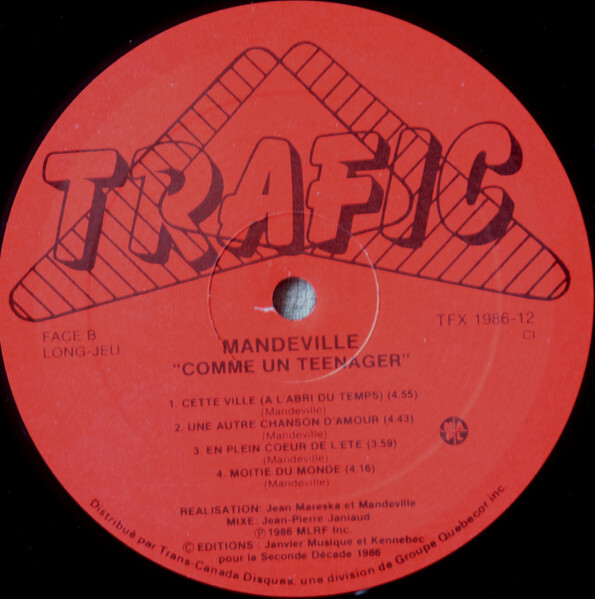 TRAFIC
FACE B
LONG-JEU
TFX 1986-12
CI
MANDEVILLE
"COMME UN TEENAGER"
1. CETTE VILLE (A L'ABRI DU TEMPS) (4.55)
(Mandeville)
2. UNE AUTRE CHANSON D'AMOUR (4.43)
(Mandeville)
3. EN PLEIN COEUR DE L'ETE (3.59)
(Mandeville)
4. MOITIE DU MONDE (4.16)
(Mandeville)
REALISATION: Jean Mareska et Mandeville
MIXE: Jean-Pierre Janiaud
Ⓟ 1986 MLRF Inc.
© EDITIONS : Janvier Musique et Kennebec
pour la Seconde Décade 1986
Distribué par Trans-Canada Disques, une division de Groupe Quebecor inc.